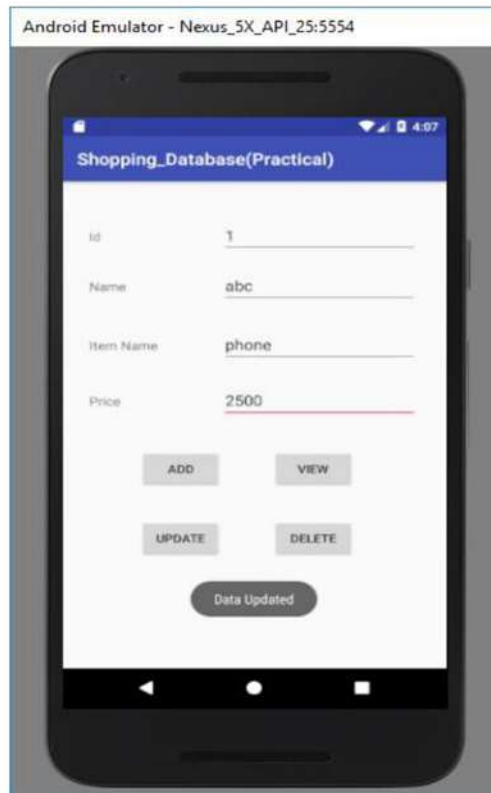 Android Emulator - Nexus_5X_API_25:5554
4:07
Shopping_Database(Practical)
Id 1
Name abc
Item Name phone
Price 2500
ADD VIEW
UPDATE DELETE
Data Updated